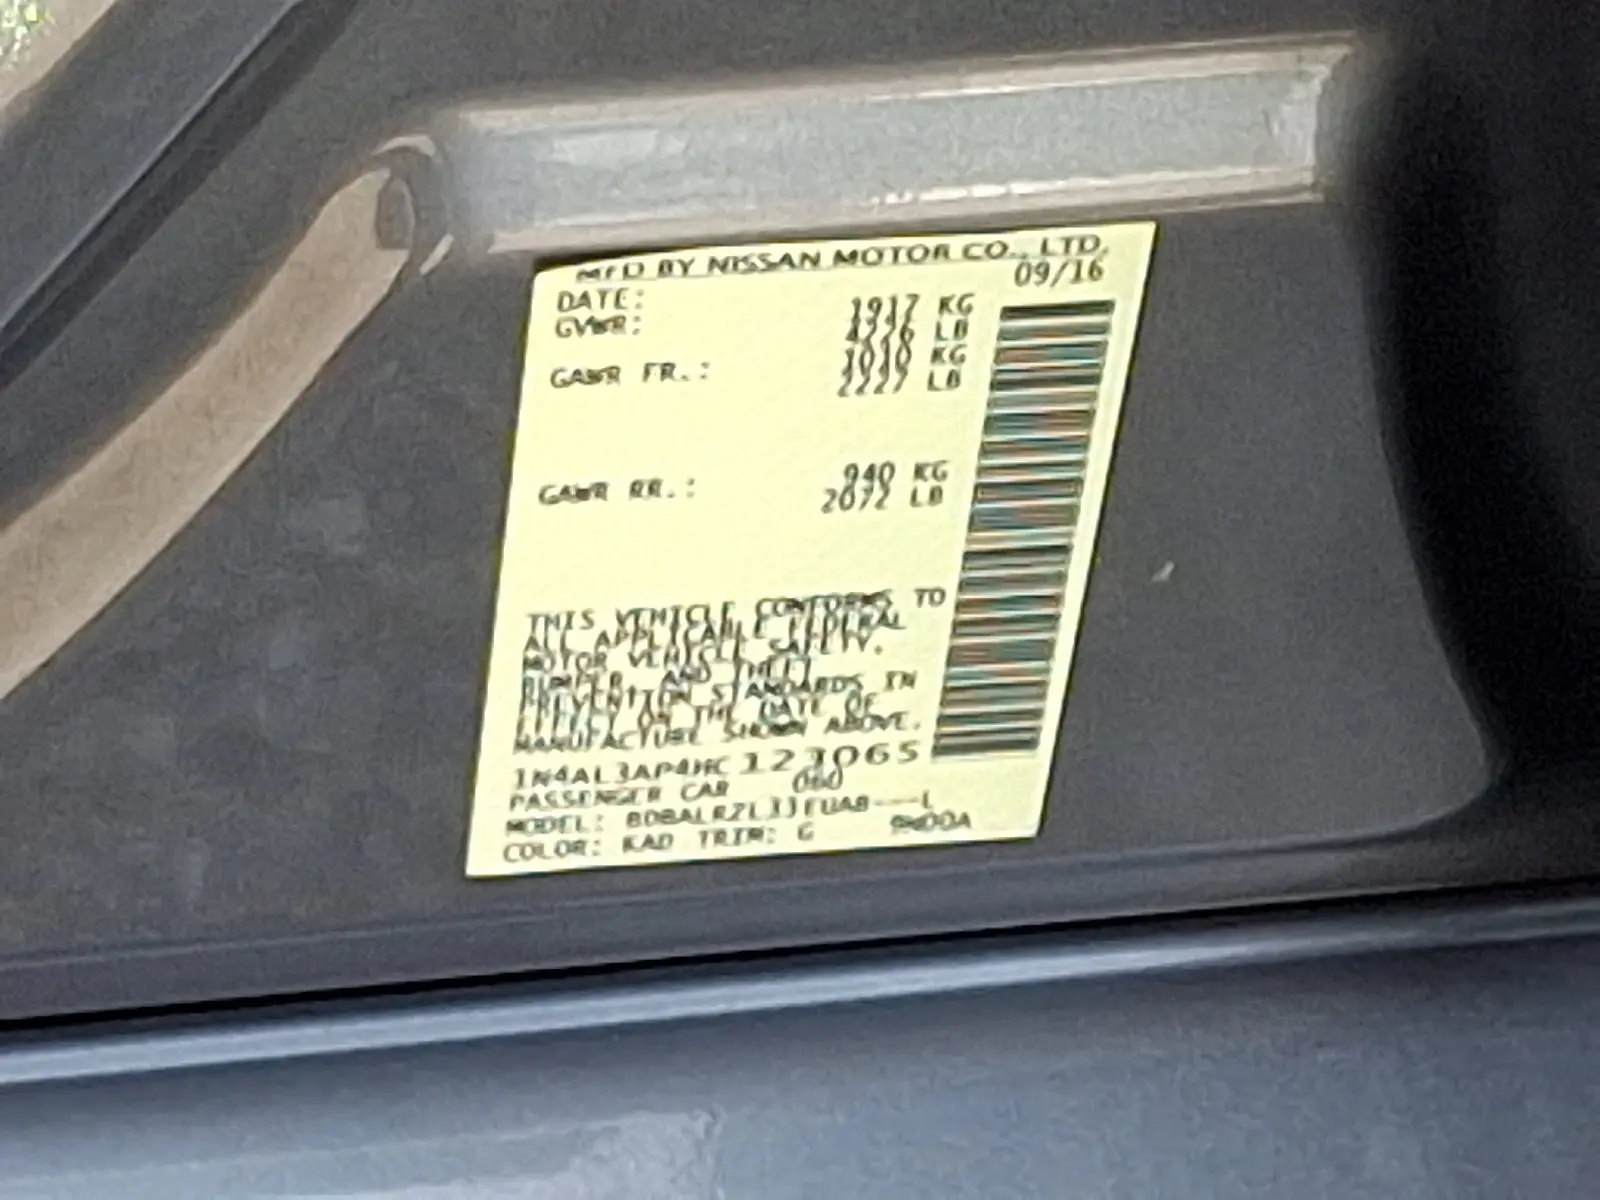 MFD BY NISSAN MOTOR CO., LTD.
DATE: 09/16
GVWR: 1917 KG
LB
GAWR FR.: 1010 KG
2227 LB
GAWR RR.: 940 KG
2072 LB
THIS VEHICLE CONFORMS TO
ALL APPLICABLE FEDERAL
MOTOR VEHICLE SAFETY,
BUMPER, AND THEFT
PREVENTION STANDARDS IN
EFFECT ON THE DATE OF
MANUFACTURE SHOWN ABOVE.
PASSENGER CAR 060
MODEL:
COLOR: KAD TRIM: G